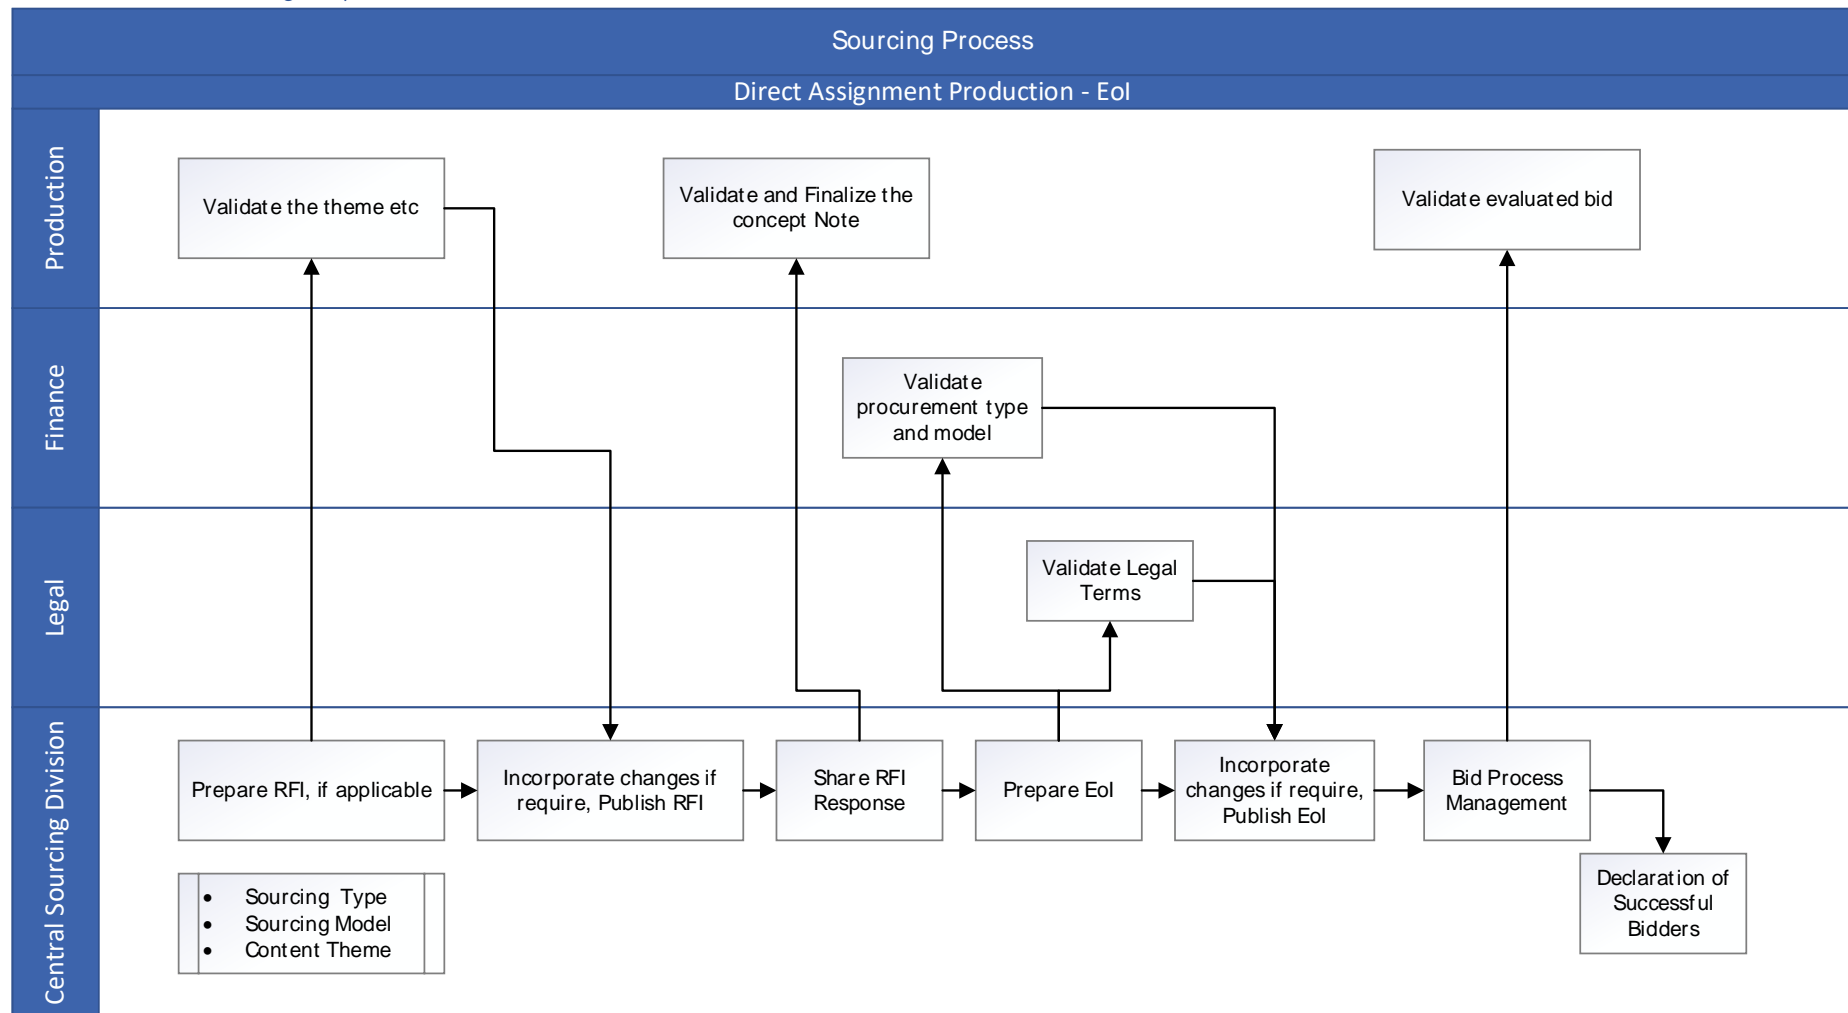 Sourcing Process
Direct Assignment Production - EoI
Production
Validate the theme etc
Validate and Finalize the
concept Note
Validate evaluated bid
Finance
Validate
procurement type
and model
Legal
Validate Legal
Terms
Central Sourcing Division
Prepare RFI, if applicable
Incorporate changes if
require, Publish RFI
Share RFI
Response
Prepare EoI
Incorporate
changes if require,
Publish EoI
Bid Process
Management
• Sourcing Type
• Sourcing Model
• Content Theme
Declaration of
Successful
Bidders